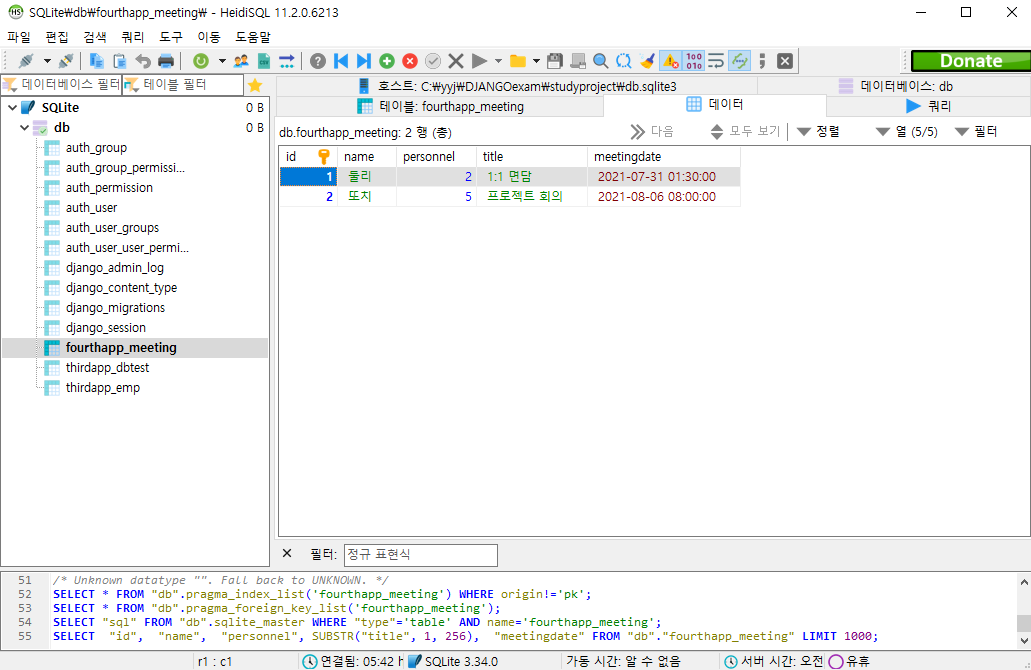 SQLite₩db₩fourthapp_meeting₩ - HeidiSQL 11.2.0.6213
파일 편집 검색 쿼리 도구 이동 도움말
Donate
데이터베이스 필터 테이블 필터
호스트: C:₩yyj₩DJANGOexam₩studyproject₩db.sqlite3 데이터베이스: db
테이블: fourthapp_meeting 데이터 쿼리
SQLite 0 B
db 0 B
auth_group
auth_group_permissi...
auth_permission
auth_user
auth_user_groups
auth_user_user_permi...
django_admin_log
django_content_type
django_migrations
django_session
fourthapp_meeting
thirdapp_dbtest
thirdapp_emp
db.fourthapp_meeting: 2 행 (총) 다음 모두 보기 정렬 열 (5/5) 필터
id name personnel title meetingdate
1 둘리 2 1:1 면담 2021-07-31 01:30:00
2 또치 5 프로젝트 회의 2021-08-06 08:00:00
필터: 정규 표현식
51 /* Unknown datatype "". Fall back to UNKNOWN. */
52 SELECT * FROM "db".pragma_index_list('fourthapp_meeting') WHERE origin!='pk';
53 SELECT * FROM "db".pragma_foreign_key_list('fourthapp_meeting');
54 SELECT "sql" FROM "db".sqlite_master WHERE "type"='table' AND name='fourthapp_meeting';
55 SELECT "id", "name", "personnel", SUBSTR("title", 1, 256), "meetingdate" FROM "db"."fourthapp_meeting" LIMIT 1000;
r1 : c1 연결됨: 05:42 h SQLite 3.34.0 가동 시간: 알 수 없음 서버 시간: 오전 유휴